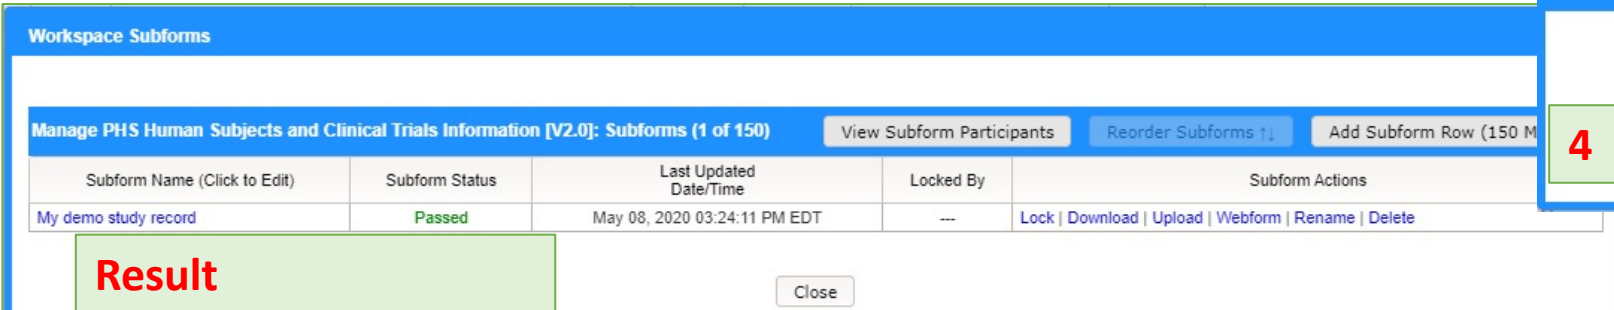 Workspace Subforms
Manage PHS Human Subjects and Clinical Trials Information [V2.0]: Subforms (1 of 150)
View Subform Participants
Reorder Subforms ↑↓
Add Subform Row (150 M
4
Subform Name (Click to Edit)
Subform Status
Last Updated
Date/Time
Locked By
Subform Actions
My demo study record
Passed
May 08, 2020 03:24:11 PM EDT
---
Lock | Download | Upload | Webform | Rename | Delete
Result
Close